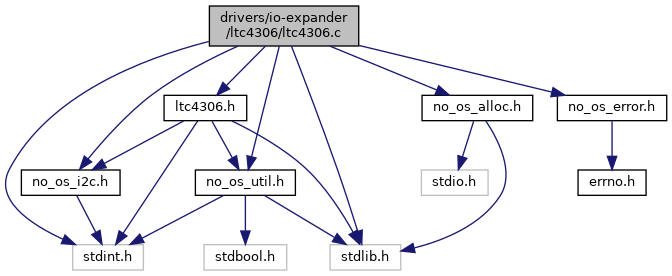 drivers/io-expander
/ltc4306/ltc4306.c
ltc4306.h
no_os_alloc.h
no_os_error.h
no_os_i2c.h
no_os_util.h
stdio.h
errno.h
stdint.h
stdbool.h
stdlib.h